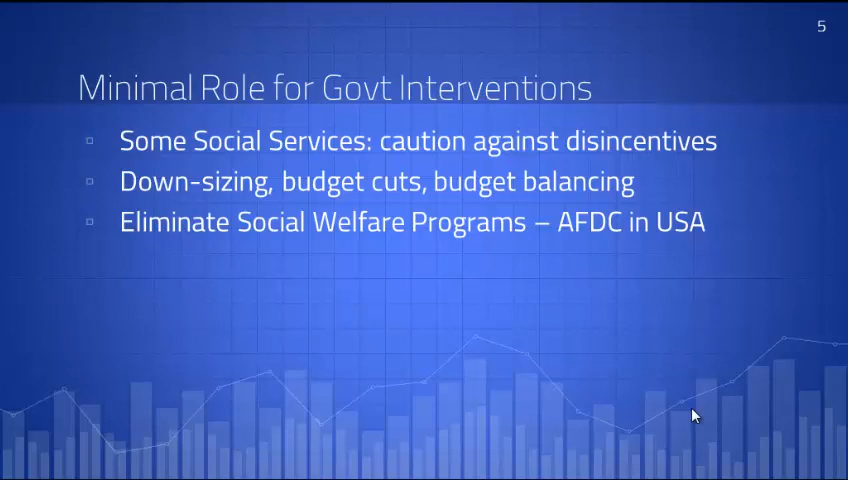 5
Minimal Role for Govt Interventions
Some Social Services: caution against disincentives
Down-sizing, budget cuts, budget balancing
Eliminate Social Welfare Programs – AFDC in USA